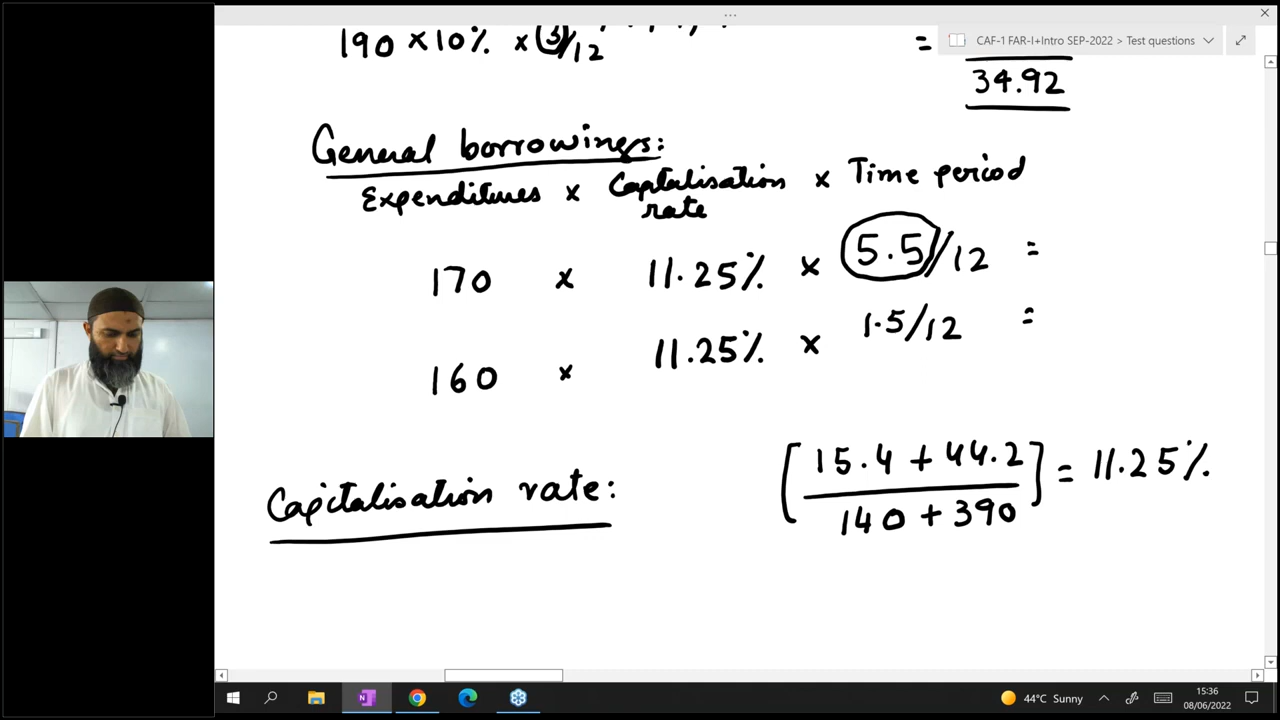 190 × 10% × 3/12 =
CAF-1 FAR-I+Intro SEP-2022 > Test questions
34.92
General borrowings:
Expenditures × Captalisation rate × Time period
170 × 11.25% × 5.5/12 =
160 × 11.25% × 1.5/12 =
Capitalisation rate: [15.4 + 44.2 / 140 + 390] = 11.25%
44°C Sunny
15:36
08/06/2022